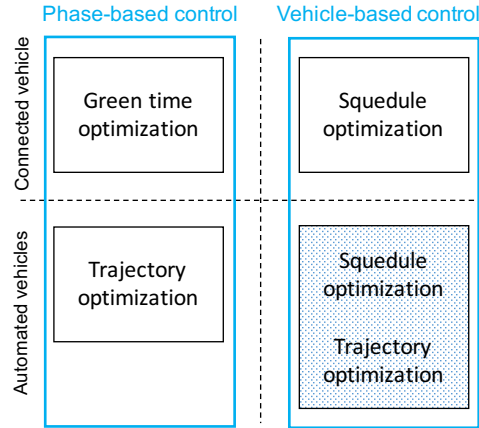 Phase-based control
Vehicle-based control
Connected vehicle
Green time
optimization
Squedule
optimization
Automated vehicles
Trajectory
optimization
Squedule
optimization
Trajectory
optimization